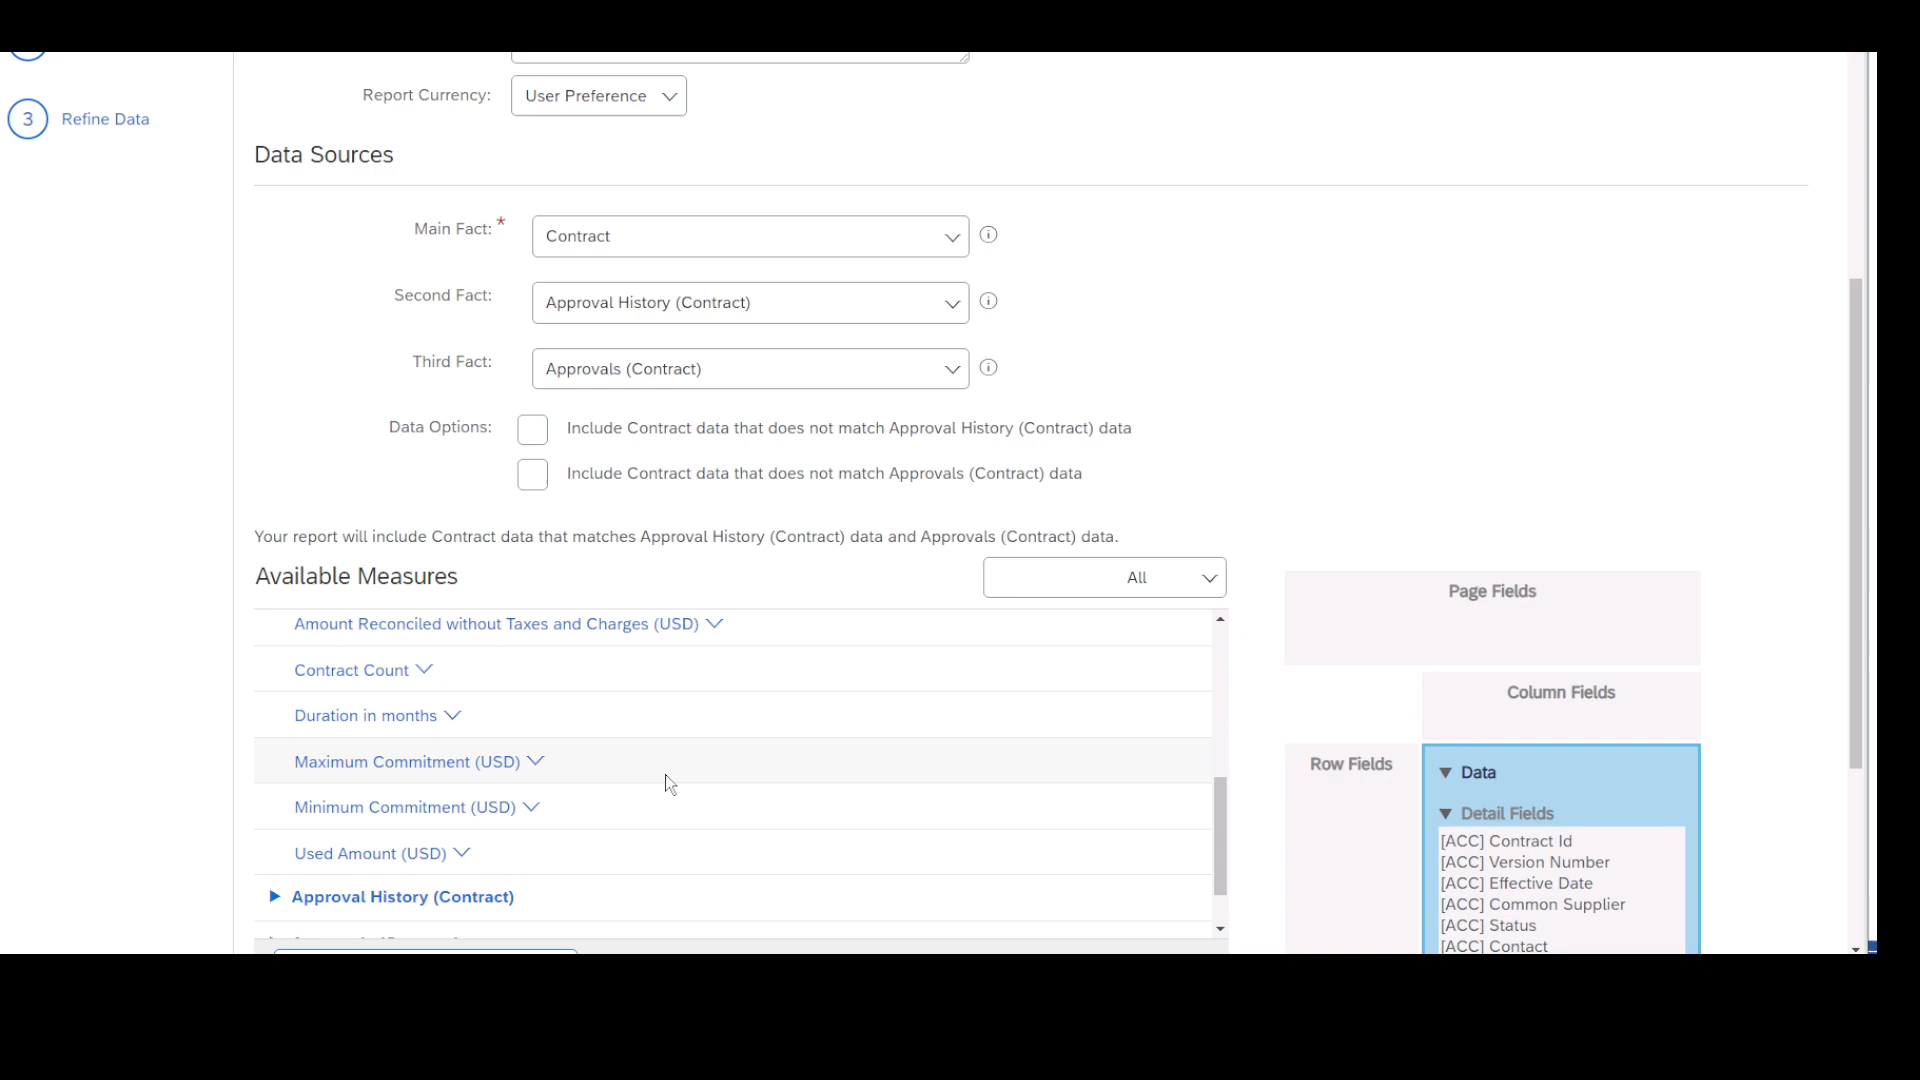 Report Currency:
User Preference
3 Refine Data
Data Sources
Main Fact: *
Contract
Second Fact:
Approval History (Contract)
Third Fact:
Approvals (Contract)
Data Options:
Include Contract data that does not match Approval History (Contract) data
Include Contract data that does not match Approvals (Contract) data
Your report will include Contract data that matches Approval History (Contract) data and Approvals (Contract) data.
Available Measures
All
Amount Reconciled without Taxes and Charges (USD)
Contract Count
Duration in months
Maximum Commitment (USD)
Minimum Commitment (USD)
Used Amount (USD)
Approval History (Contract)
Page Fields
Column Fields
Row Fields
Data
Detail Fields
[ACC] Contract Id
[ACC] Version Number
[ACC] Effective Date
[ACC] Common Supplier
[ACC] Status
[ACC] Contact